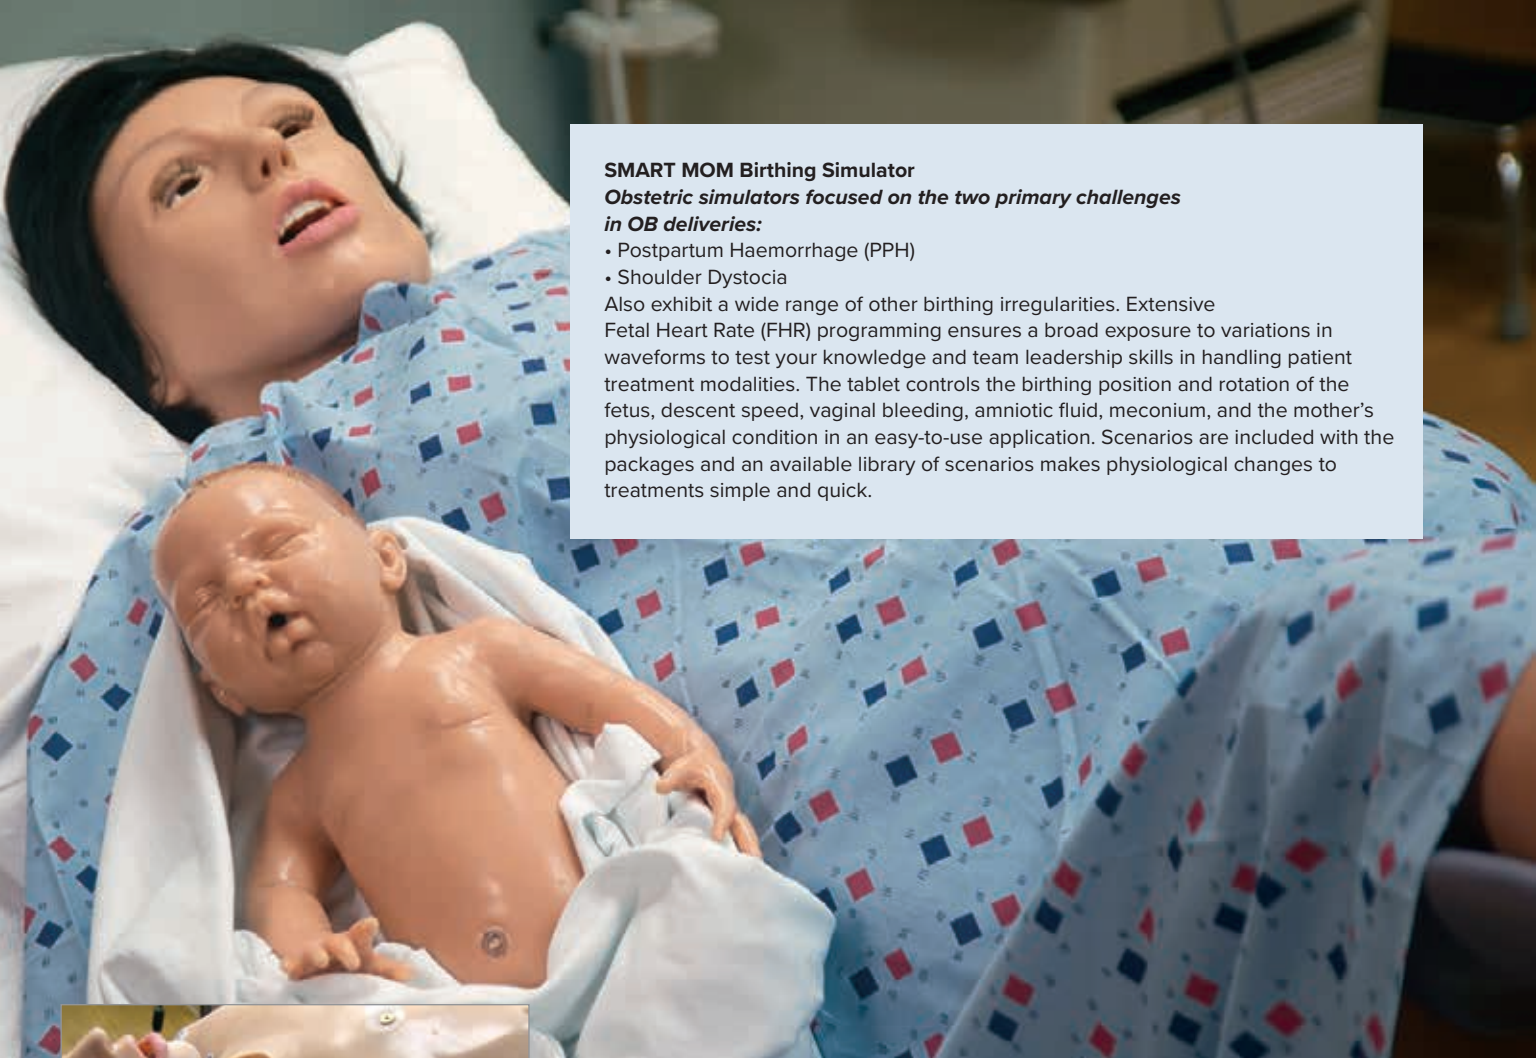 SMART MOM Birthing Simulator
Obstetric simulators focused on the two primary challenges
in OB deliveries:
• Postpartum Haemorrhage (PPH)
• Shoulder Dystocia
Also exhibit a wide range of other birthing irregularities. Extensive
Fetal Heart Rate (FHR) programming ensures a broad exposure to variations in
waveforms to test your knowledge and team leadership skills in handling patient
treatment modalities. The tablet controls the birthing position and rotation of the
fetus, descent speed, vaginal bleeding, amniotic fluid, meconium, and the mother’s
physiological condition in an easy-to-use application. Scenarios are included with the
packages and an available library of scenarios makes physiological changes to
treatments simple and quick.